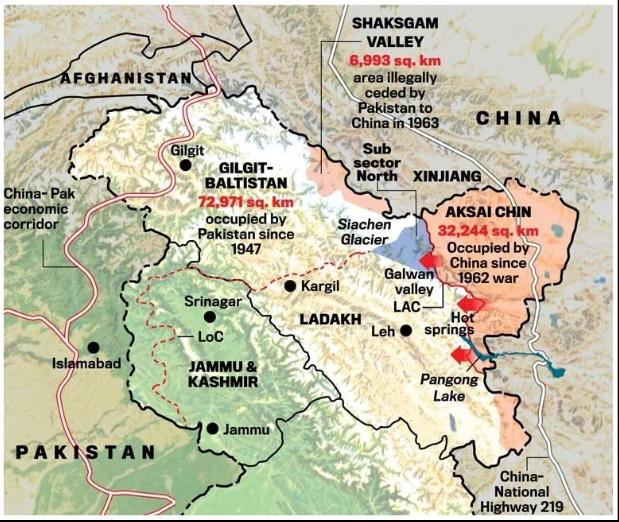 SHAKSGAM
VALLEY
6,993 sq. km
area illegally
ceded by
Pakistan to
China in 1963
AFGHANISTAN
CHINA
Gilgit
Sub
sector
North
XINJIANG
GILGIT-
BALTISTAN
72,971 sq. km
occupied by
Pakistan since
1947
China- Pak
economic
corridor
AKSAI CHIN
32,244 sq. km
Occupied by
China since
1962 war
Siachen
Glacier
Galwan
valley
LAC
Kargil
Srinagar
LADAKH
Hot
springs
Leh
LoC
Islamabad
JAMMU &
KASHMIR
Pangong
Lake
Jammu
PAKISTAN
China-
National
Highway 219